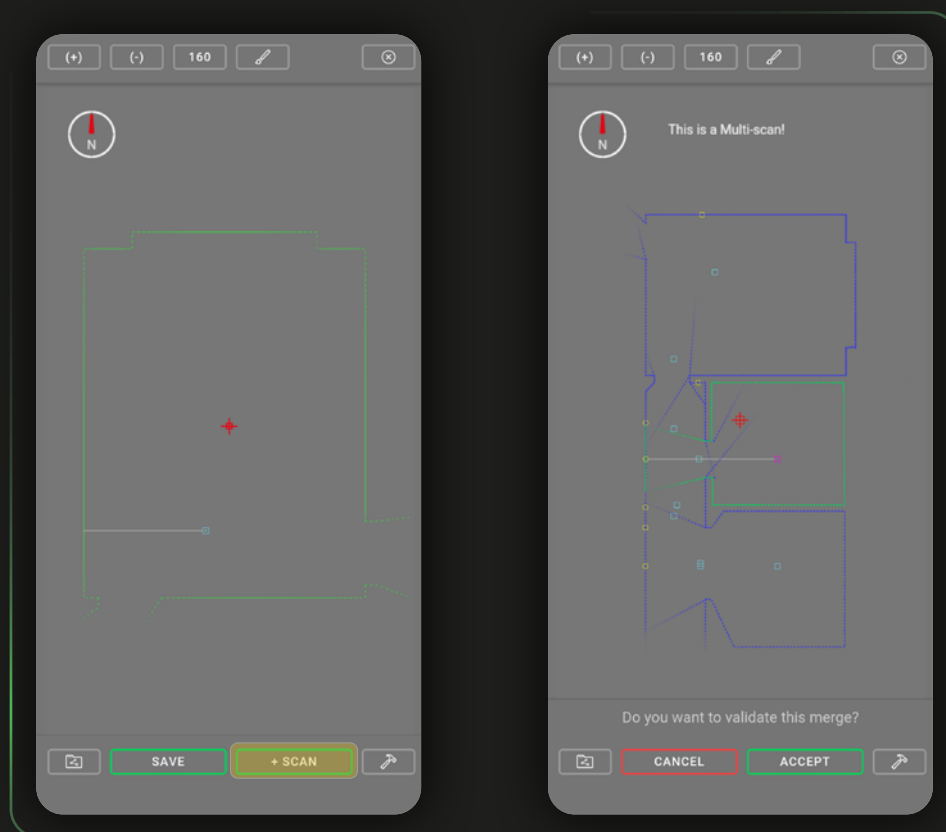 (+) (-) 160
N
SAVE + SCAN
(+) (-) 160
N This is a Multi-scan!
Do you want to validate this merge?
CANCEL ACCEPT